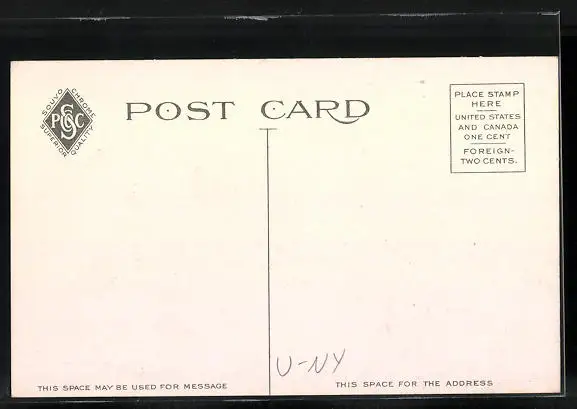 SOUVO CHROME
PCSC
SUPERIOR QUALITY
POST CARD
PLACE STAMP
HERE
UNITED STATES
AND CANADA
ONE CENT
FOREIGN-
TWO CENTS.
U-NY
THIS SPACE MAY BE USED FOR MESSAGE
THIS SPACE FOR THE ADDRESS